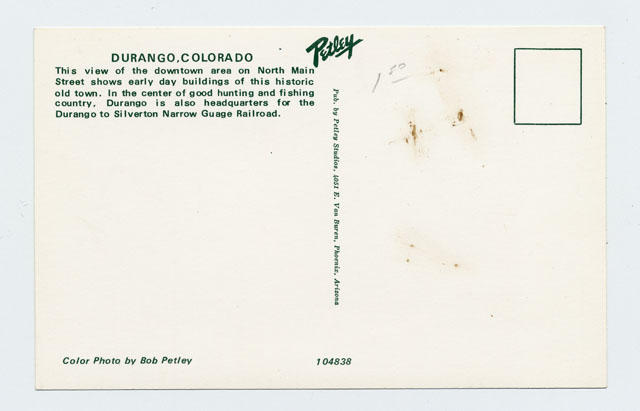 DURANGO,COLORADO
This view of the downtown area on North Main
Street shows early day buildings of this historic
old town. In the center of good hunting and fishing
country, Durango is also headquarters for the
Durango to Silverton Narrow Guage Railroad.
Petley
1 50
Pub. by Petley Studios, 4051 E. Van Buren, Phoenix, Arizona
Color Photo by Bob Petley
104838